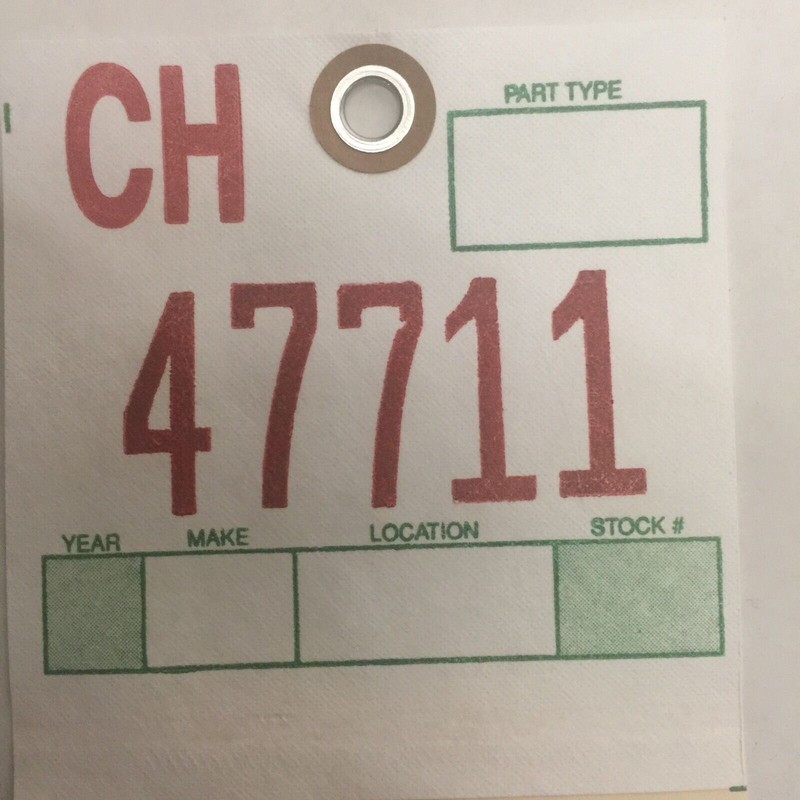 CH
PART TYPE
47711
YEAR MAKE LOCATION STOCK #